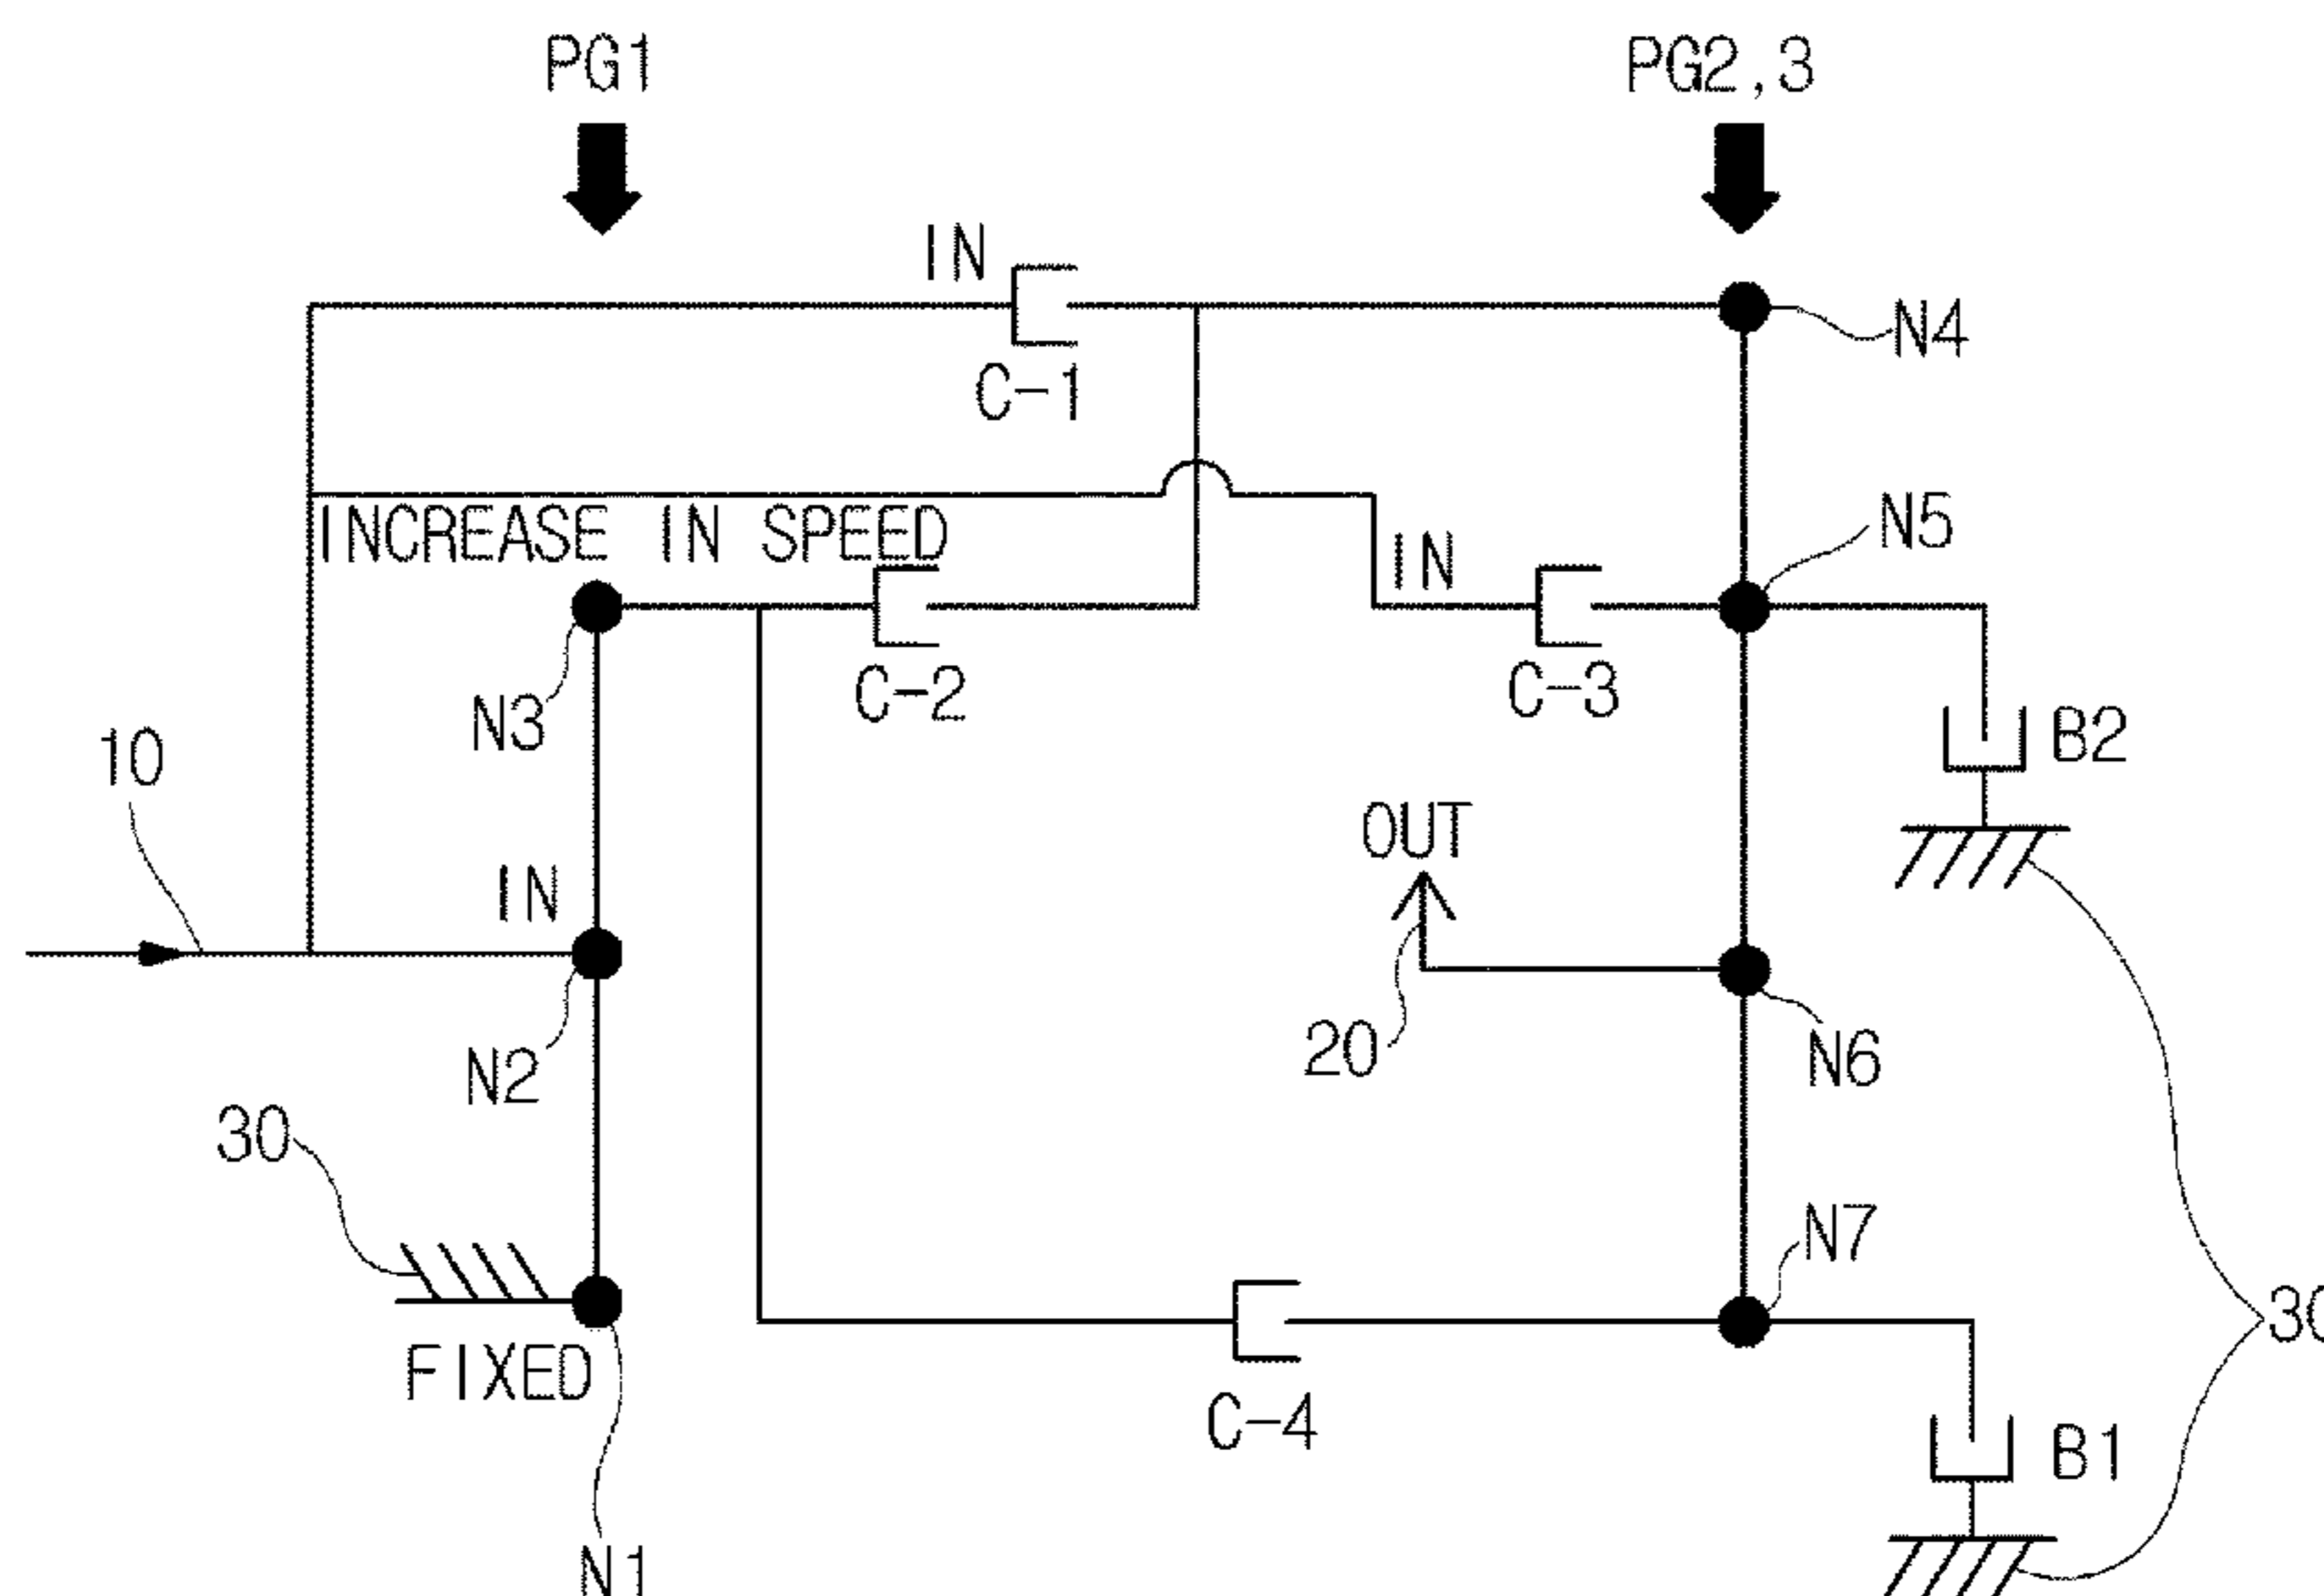 PG1
PG2,3
IN
N4
C-1
INCREASE IN SPEED
N5
IN
N3
C-2
C-3
10
B2
OUT
IN
20
N2
N6
30
N7
FIXED
30
C-4
B1
N1